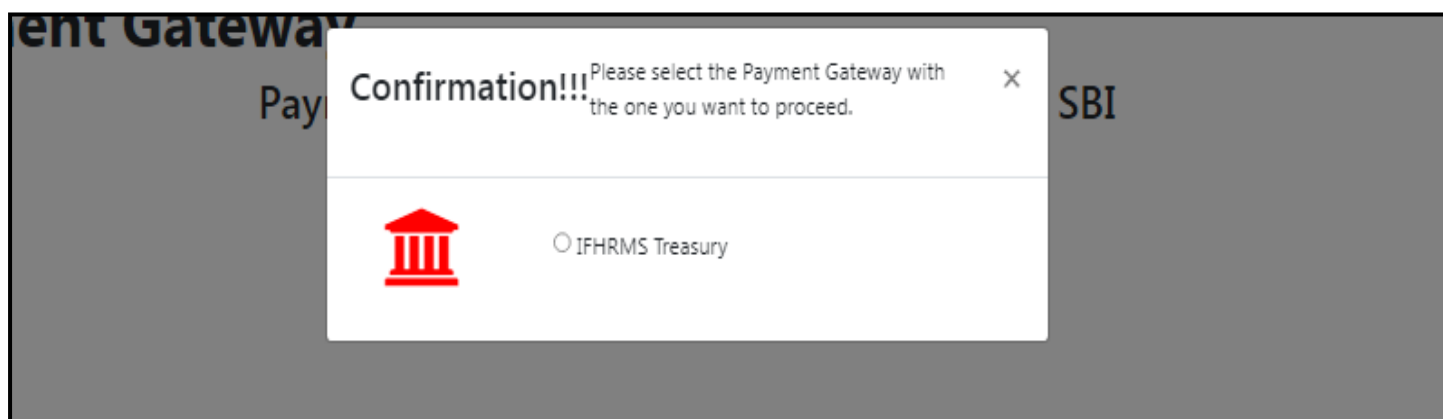 ent Gateway
Confirmation!!! Please select the Payment Gateway with
the one you want to proceed.
×
Pay
SBI
IFHRMS Treasury